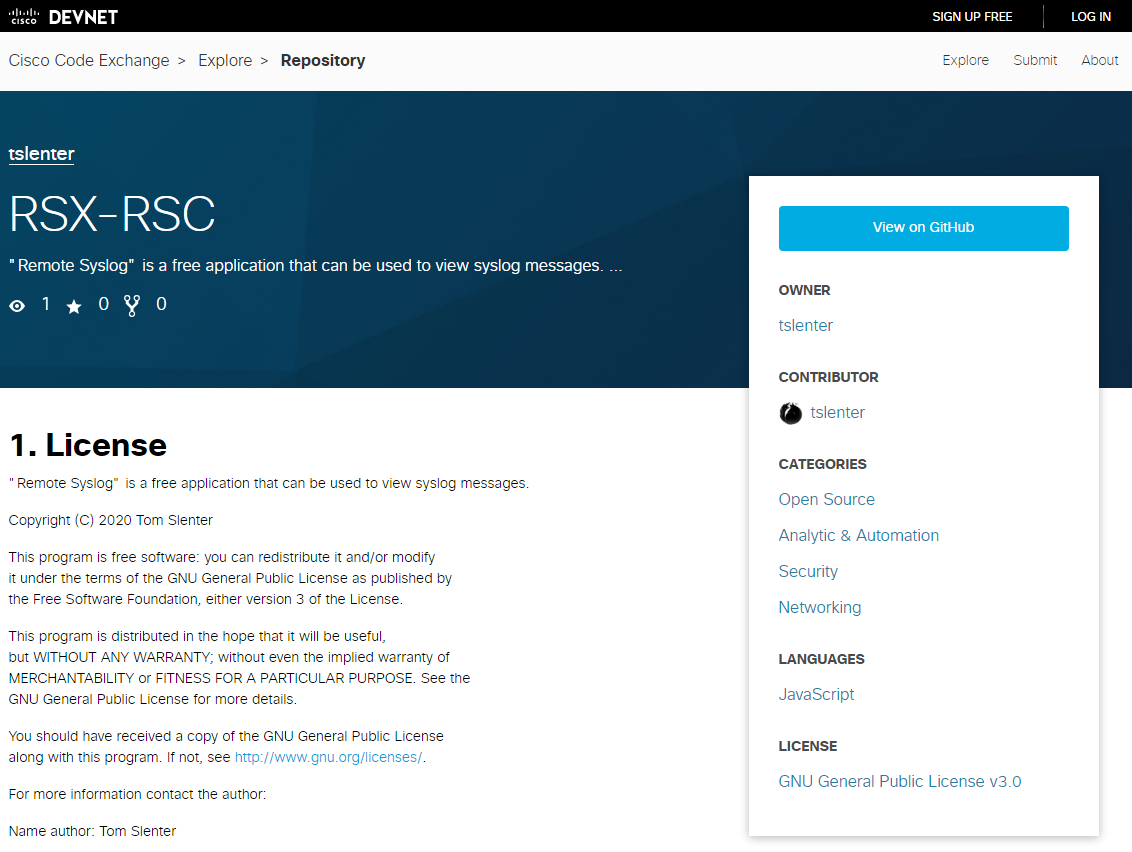 cisco DEVNET
SIGN UP FREE
LOG IN
Cisco Code Exchange > Explore > Repository
Explore Submit About
tslenter
RSX-RSC
"Remote Syslog" is a free application that can be used to view syslog messages. ...
1 0 0
1. License
"Remote Syslog" is a free application that can be used to view syslog messages.
Copyright (C) 2020 Tom Slenter
This program is free software: you can redistribute it and/or modify
it under the terms of the GNU General Public License as published by
the Free Software Foundation, either version 3 of the License.
This program is distributed in the hope that it will be useful,
but WITHOUT ANY WARRANTY; without even the implied warranty of
MERCHANTABILITY or FITNESS FOR A PARTICULAR PURPOSE. See the
GNU General Public License for more details.
You should have received a copy of the GNU General Public License
along with this program. If not, see http://www.gnu.org/licenses/.
For more information contact the author:
Name author: Tom Slenter
View on GitHub
OWNER
tslenter
CONTRIBUTOR
tslenter
CATEGORIES
Open Source
Analytic & Automation
Security
Networking
LANGUAGES
JavaScript
LICENSE
GNU General Public License v3.0